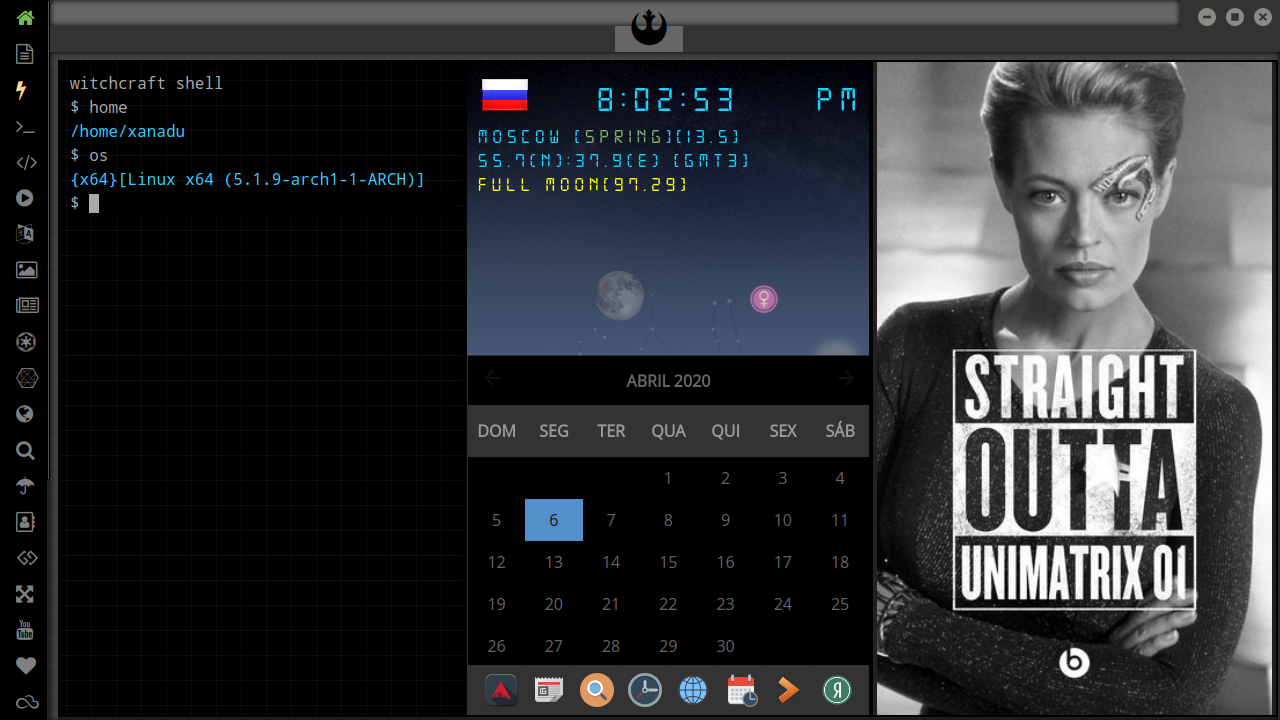 witchcraft shell
$ home
/home/xanadu
$ os
{x64}[Linux x64 (5.1.9-arch1-1-ARCH)]
$
8:02:53 PM
MOSCOW [SPRING][13.5]
55.7(N):37.9(E) [GMT3]
FULL MOON[97.29]
ABRIL 2020
DOM SEG TER QUA QUI SEX SÁB
1 2 3 4
5 6 7 8 9 10 11
12 13 14 15 16 17 18
19 20 21 22 23 24 25
26 27 28 29 30
Я
STRAIGHT
OUTTA
UNIMATRIX 01
b
You
Tube